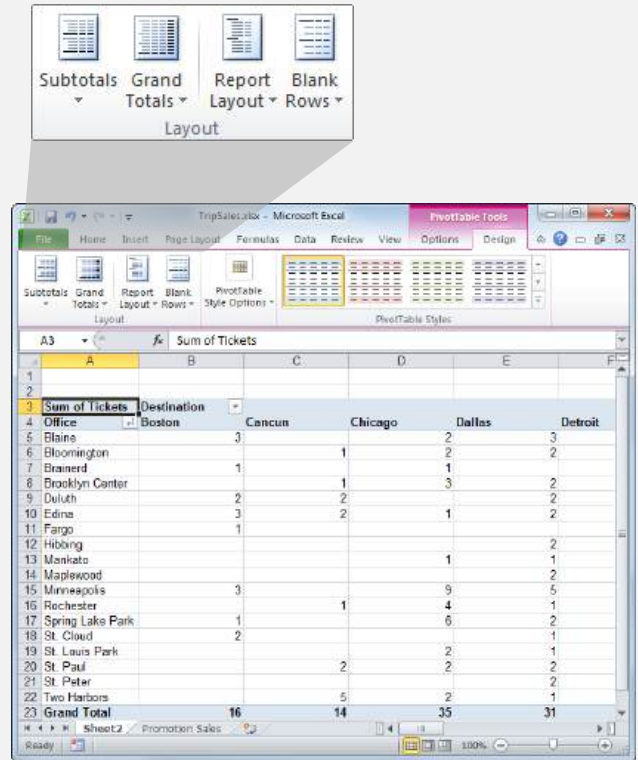 Subtotals Grand Totals Report Layout Blank Rows
Layout
TripSales.xlsx - Microsoft Excel PivotTable Tools
File Home Insert Page Layout Formulas Data Review View Options Design
Subtotals Grand Totals Report Layout Blank Rows PivotTable Style Options
Layout PivotTable Styles
A3 fx Sum of Tickets
A B C D E F
1
2
3 Sum of Tickets Destination
4 Office Boston Cancun Chicago Dallas Detroit
5 Blaine 3 2 3
6 Bloomington 1 2 2
7 Brainerd 1 1
8 Brooklyn Center 1 3 2
9 Duluth 2 2 2
10 Edina 3 2 1 2
11 Fargo 1
12 Hibbing 2
13 Mankato 1 1
14 Maplewood 2
15 Minneapolis 3 9 5
16 Rochester 1 4 1
17 Spring Lake Park 1 6 2
18 St. Cloud 2 1
19 St. Louis Park 2 1
20 St. Paul 2 2 2
21 St. Peter 2
22 Two Harbors 5 2 1
23 Grand Total 16 14 35 31
Sheet2 Promotion Sales
Ready 100%